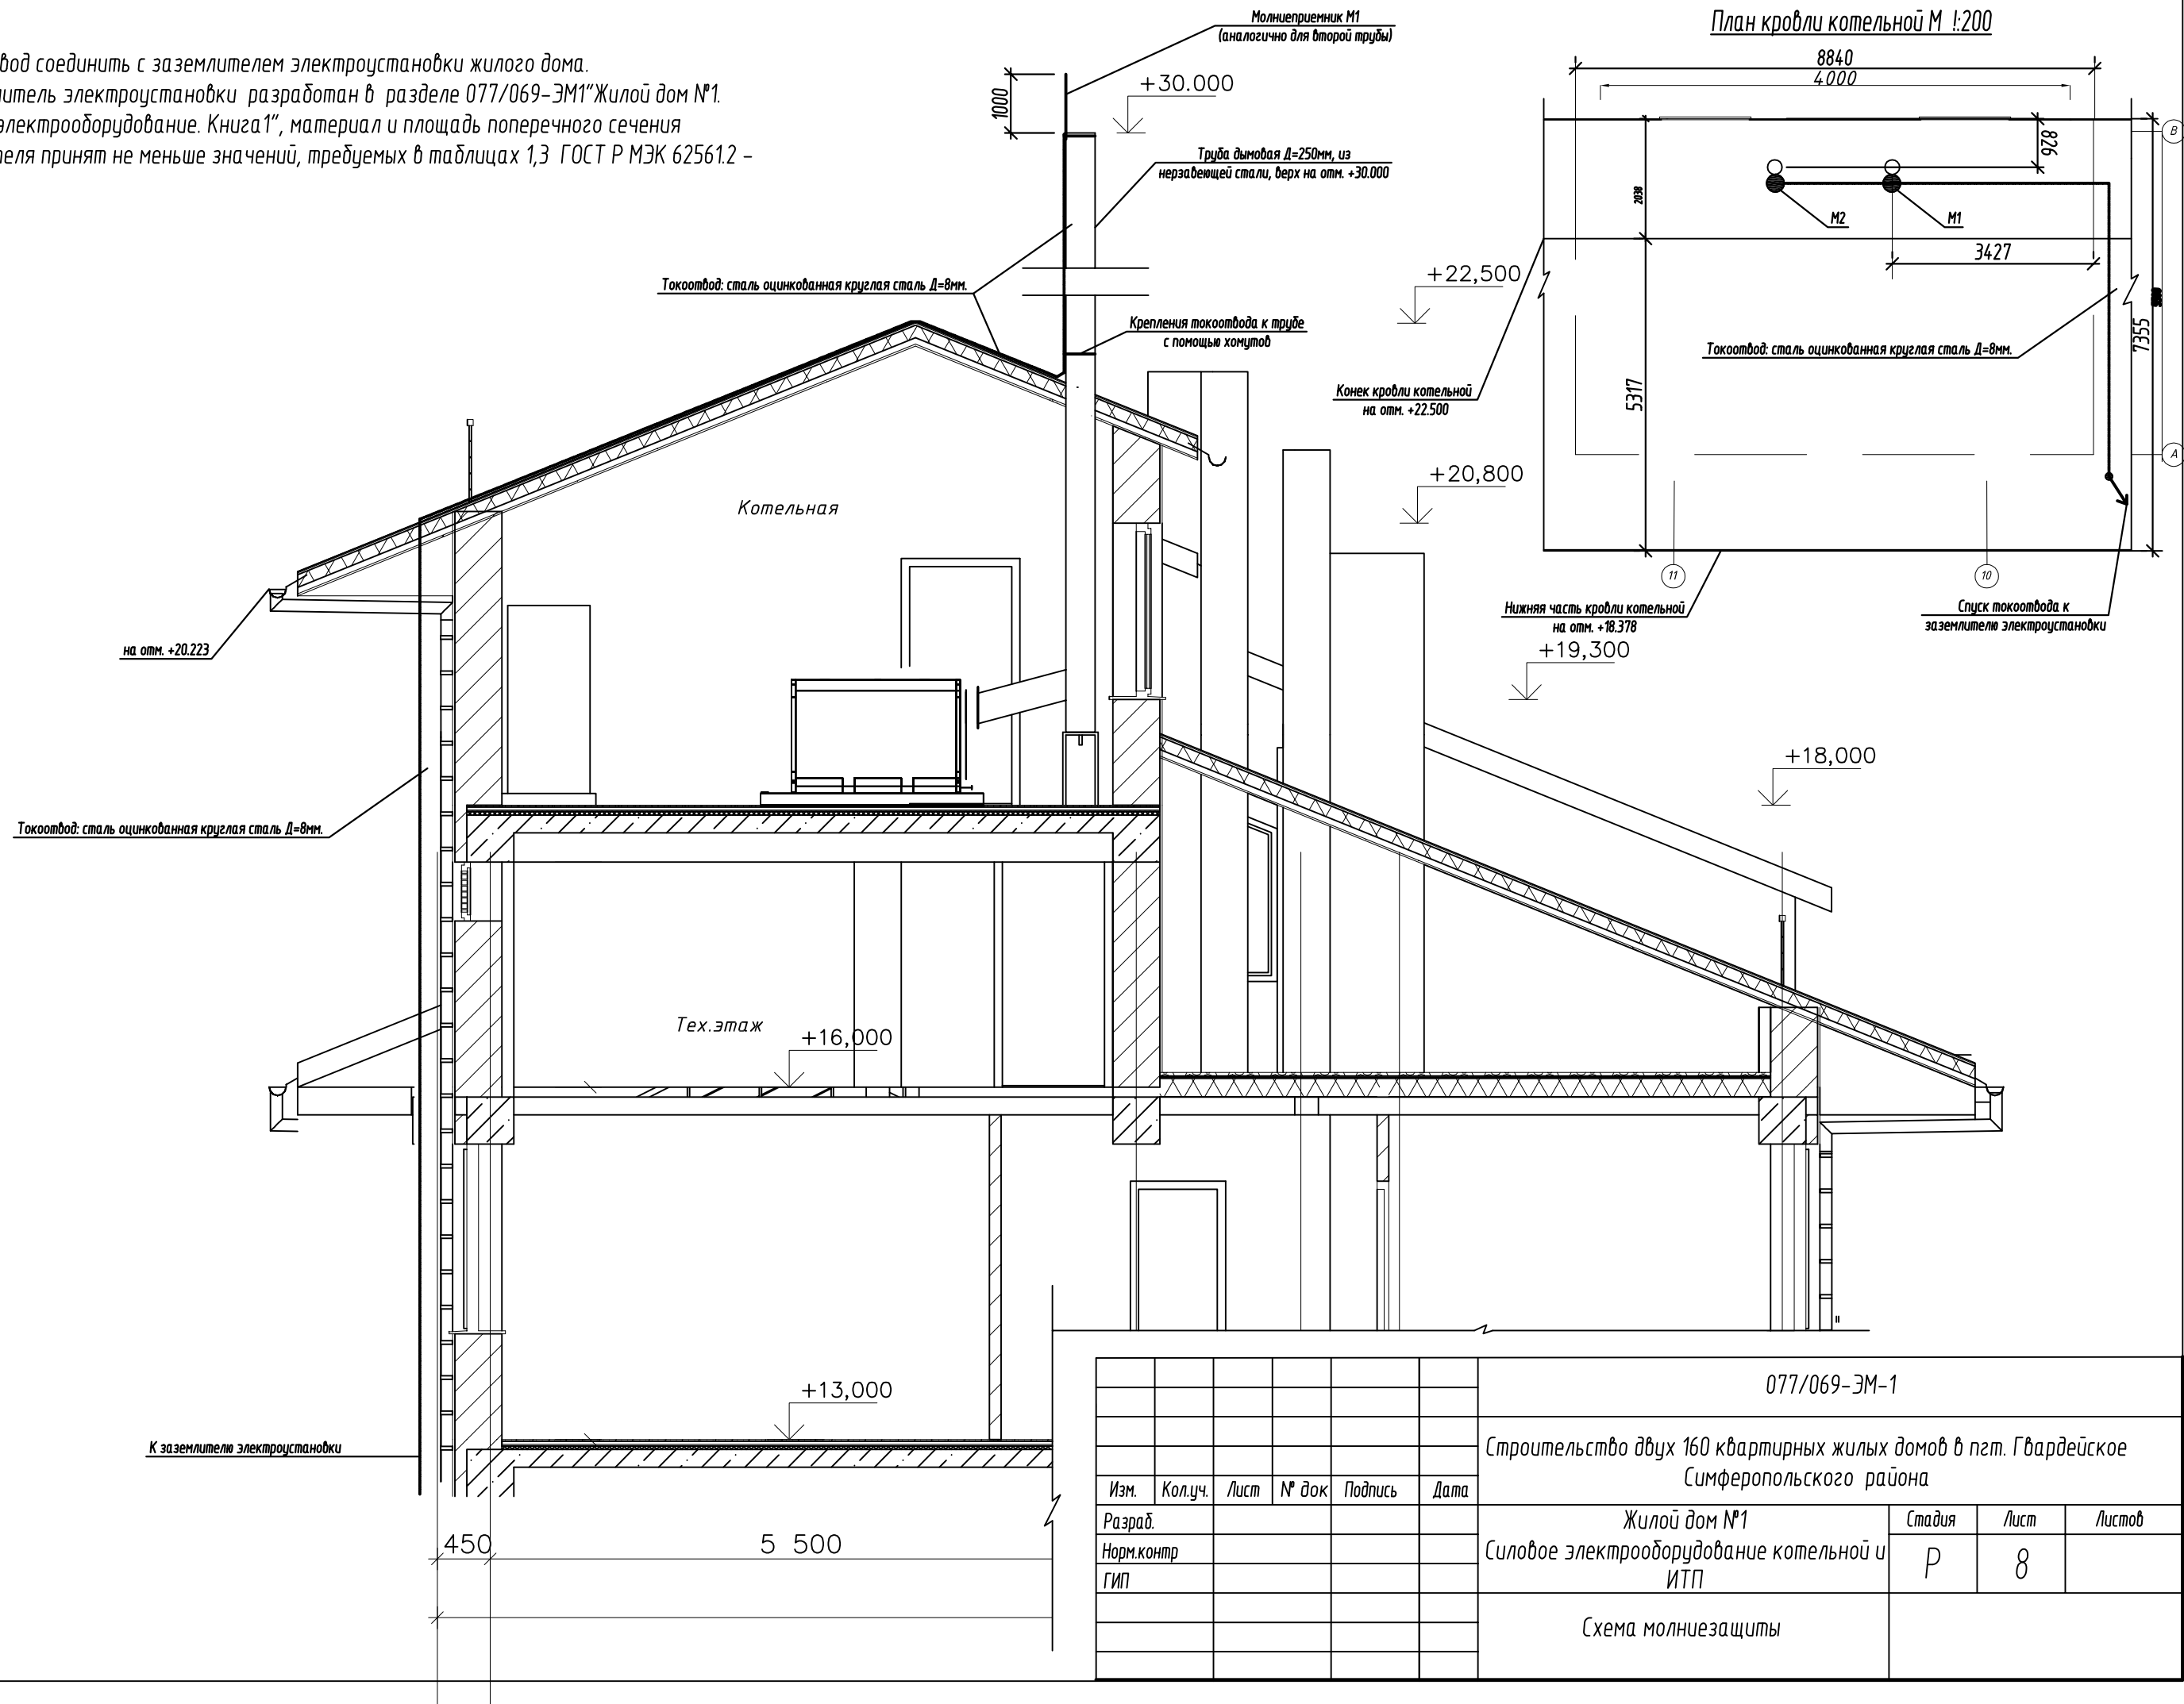 вод соединить с заземлителем электроустановки жилого дома.
итель электроустановки разработан в разделе 077/069-ЭМ1"Жилой дом №1.
электрооборудование. Книга1", материал и площадь поперечного сечения
теля принят не меньше значений, требуемых в таблицах 1,3 ГОСТ Р МЭК 62561.2 -
Молниеприемник М1
(аналогично для второй трубы)
1000
+30.000
Труба дымовая Д=250мм, из
нерзавеющей стали, верх на отм. +30.000
Токоотвод: сталь оцинкованная круглая сталь Д=8мм.
Крепления токоотвода к трубе
с помощью хомутов
+22,500
+20,800
+19,300
+18,000
Котельная
на отм. +20.223
Токоотвод: сталь оцинкованная круглая сталь Д=8мм.
Тех.этаж
+16,000
+13,000
К заземлителю электроустановки
450
5 500
План кровли котельной М 1:200
8840
4000
926
2038
М2
М1
3427
5317
7355
В
А
11
10
Токоотвод: сталь оцинкованная круглая сталь Д=8мм.
Конек кровли котельной
на отм. +22.500
Нижняя часть кровли котельной
на отм. +18.378
Спуск токоотвода к
заземлителю электроустановки
077/069-ЭМ-1
Строительство двух 160 квартирных жилых домов в пгт. Гвардейское
Симферопольского района
Изм. Кол.уч. Лист № док Подпись Дата
Разраб.
Норм.контр
ГИП
Жилой дом №1
Силовое электрооборудование котельной и
ИТП
Стадия Лист Листов
Р 8
Схема молниезащиты